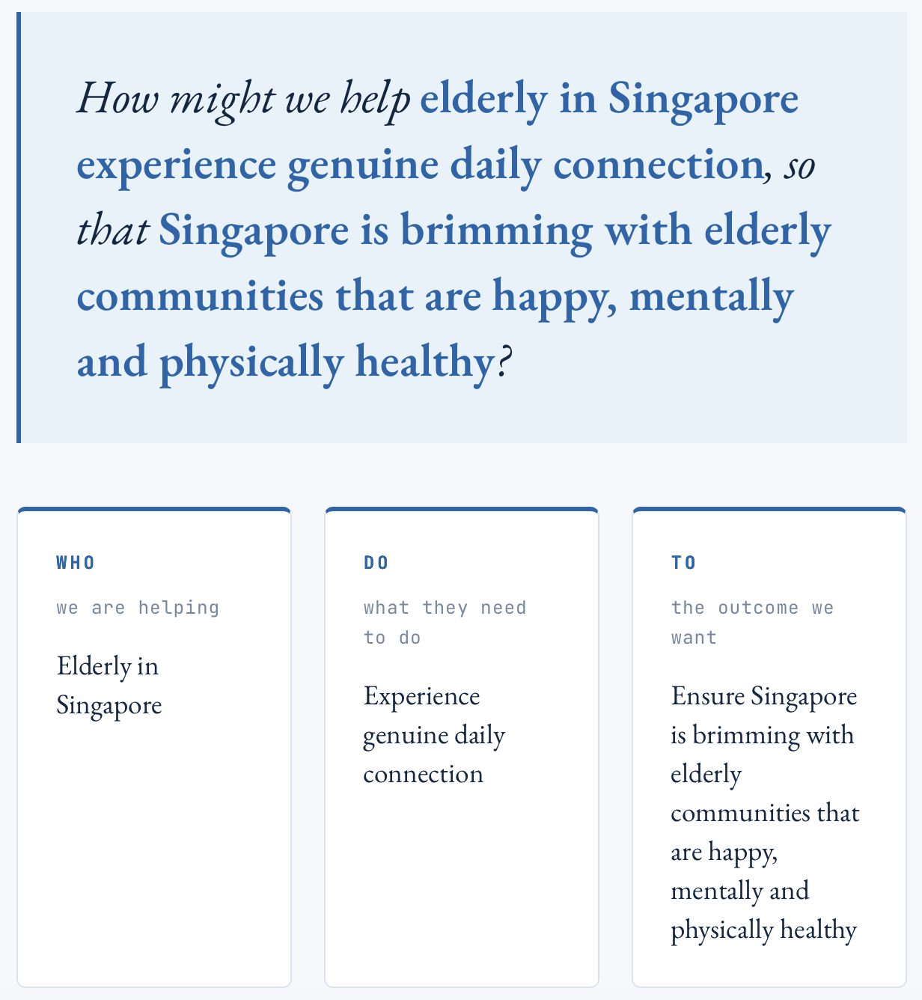 How might we help elderly in Singapore
experience genuine daily connection, so
that Singapore is brimming with elderly
communities that are happy, mentally
and physically healthy?
WHO
we are helping
Elderly in
Singapore
DO
what they need
to do
Experience
genuine daily
connection
TO
the outcome we
want
Ensure Singapore
is brimming with
elderly
communities that
are happy,
mentally and
physically healthy